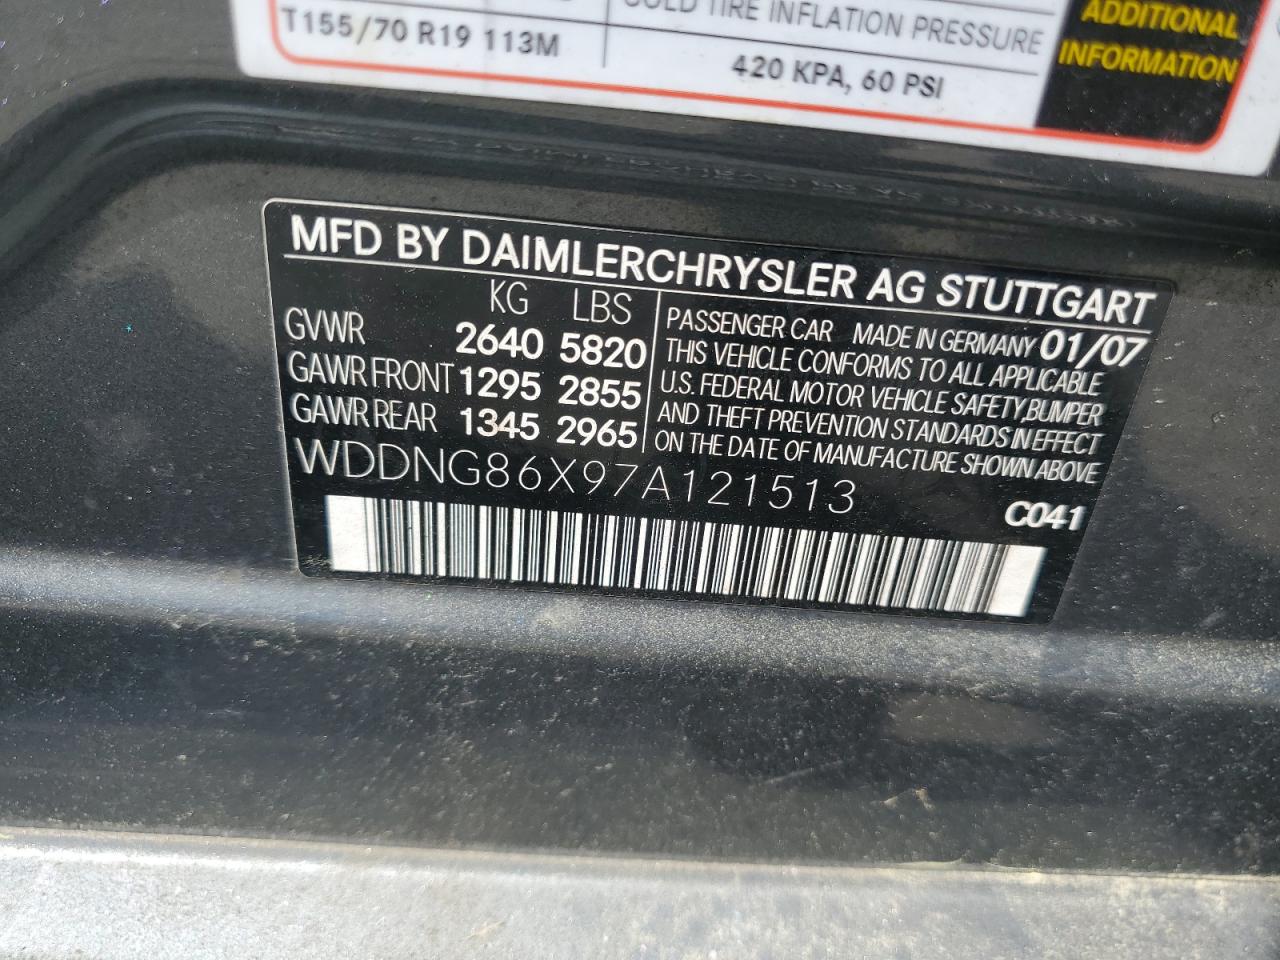 COLD TIRE INFLATION PRESSURE
T155/70 R19 113M
420 KPA, 60 PSI
ADDITIONAL
INFORMATION
MFD BY DAIMLERCHRYSLER AG STUTTGART
KG LBS
GVWR 2640 5820
GAWR FRONT 1295 2855
GAWR REAR 1345 2965
PASSENGER CAR MADE IN GERMANY 01/07
THIS VEHICLE CONFORMS TO ALL APPLICABLE
U.S. FEDERAL MOTOR VEHICLE SAFETY, BUMPER
AND THEFT PREVENTION STANDARDS IN EFFECT
ON THE DATE OF MANUFACTURE SHOWN ABOVE
WDDNG86X97A121513
C041